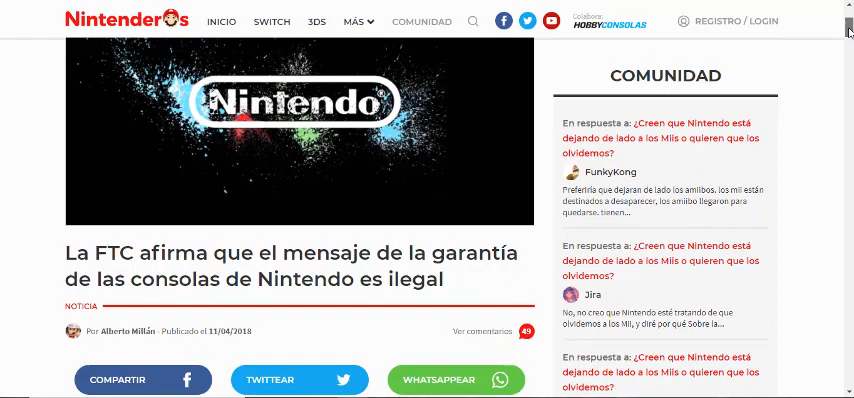 Nintenderos
INICIO
SWITCH
3DS
MÁS
COMUNIDAD
Colabora:
HOBBYCONSOLAS
REGISTRO / LOGIN
Nintendo®
La FTC afirma que el mensaje de la garantía
de las consolas de Nintendo es ilegal
NOTICIA
Por Alberto Millán - Publicado el 11/04/2018
Ver comentarios 49
COMPARTIR
TWITTEAR
WHATSAPPEAR
COMUNIDAD
En respuesta a: ¿Creen que Nintendo está
dejando de lado a los Miis o quieren que los
olvidemos?
FunkyKong
Preferiría que dejaran de lado los amiibos. los mii están
destinados a desaparecer, los amiibo llegaron para
quedarse. tienen...
En respuesta a: ¿Creen que Nintendo está
dejando de lado a los Miis o quieren que los
olvidemos?
Jira
No, no creo que Nintendo esté tratando de que
olvidemos a los Mii, y diré por qué Sobre la...
En respuesta a: ¿Creen que Nintendo está
dejando de lado a los Miis o quieren que los
olvidemos?